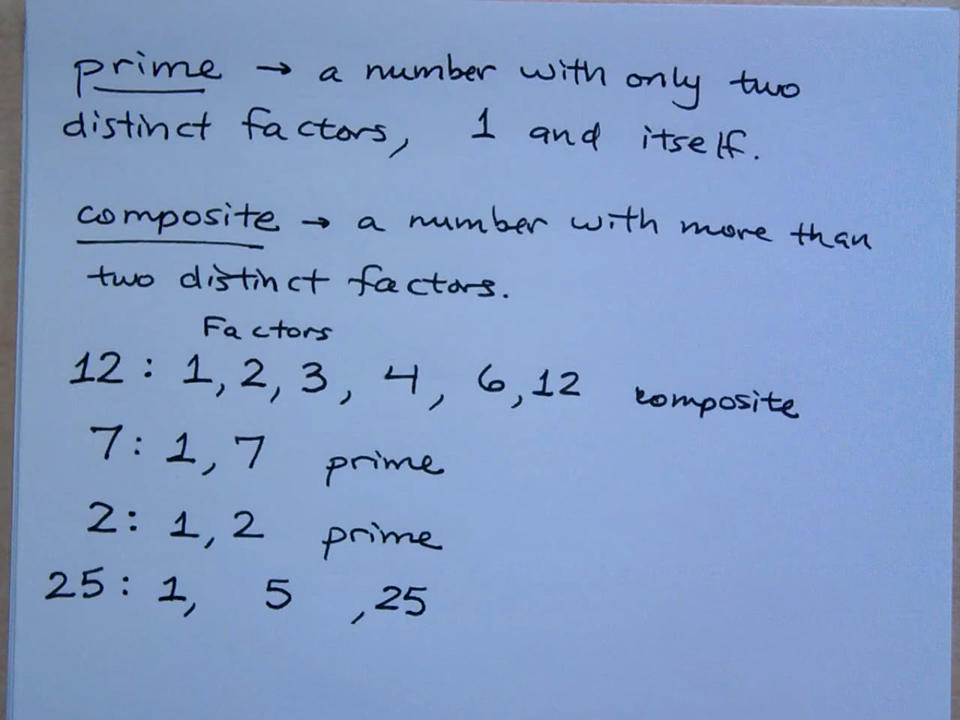 prime → a number with only two
distinct factors, 1 and itself.
composite → a number with more than
two distinct factors.
Factors
12: 1, 2, 3, 4, 6, 12 composite
7: 1, 7 prime
2: 1, 2 prime
25: 1, 5 , 25